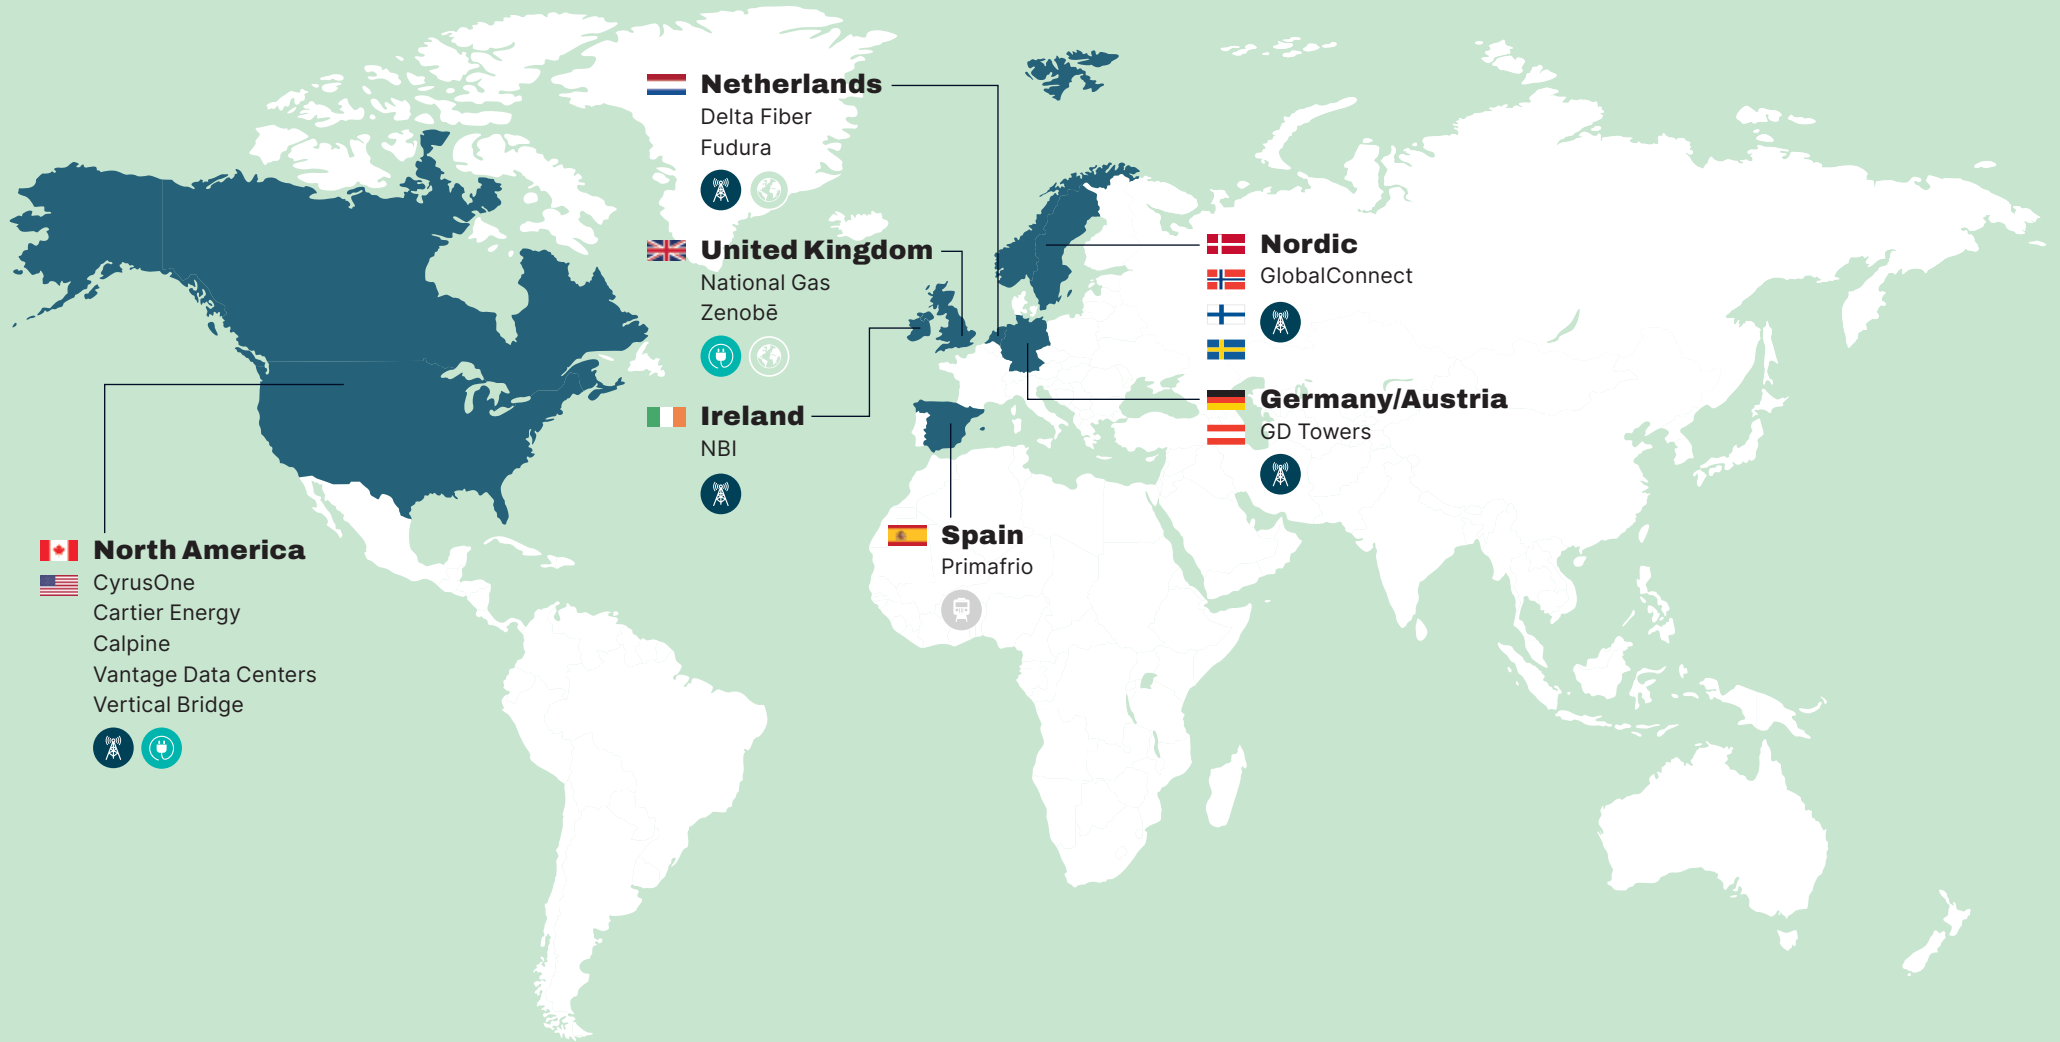 Netherlands
Delta Fiber
Fudura
United Kingdom
National Gas
Zenobē
Ireland
NBI
Nordic
GlobalConnect
Germany/Austria
GD Towers
Spain
Primafrio
North America
CyrusOne
Cartier Energy
Calpine
Vantage Data Centers
Vertical Bridge